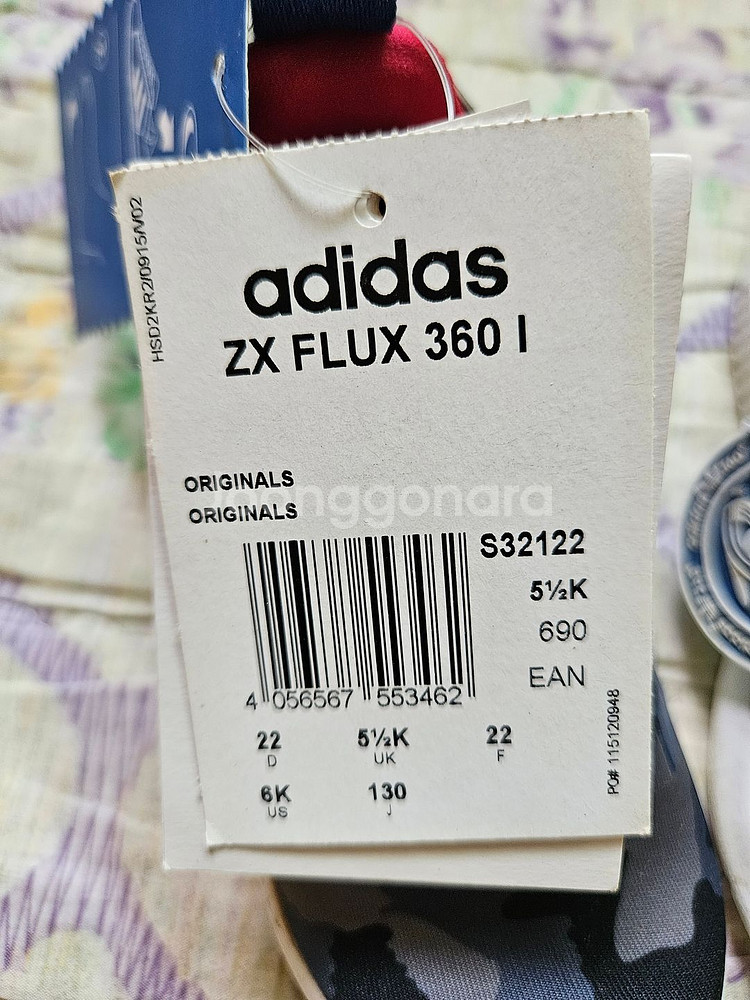 HSD2KR2/0915/V02
adidas
ZX FLUX 360 I
ORIGINALS
ORIGINALS
joonggonara
S32122
5½K
690
EAN
4 056567 553462
22 5½K 22
D UK F
6K 130
US J
PO# 115120948